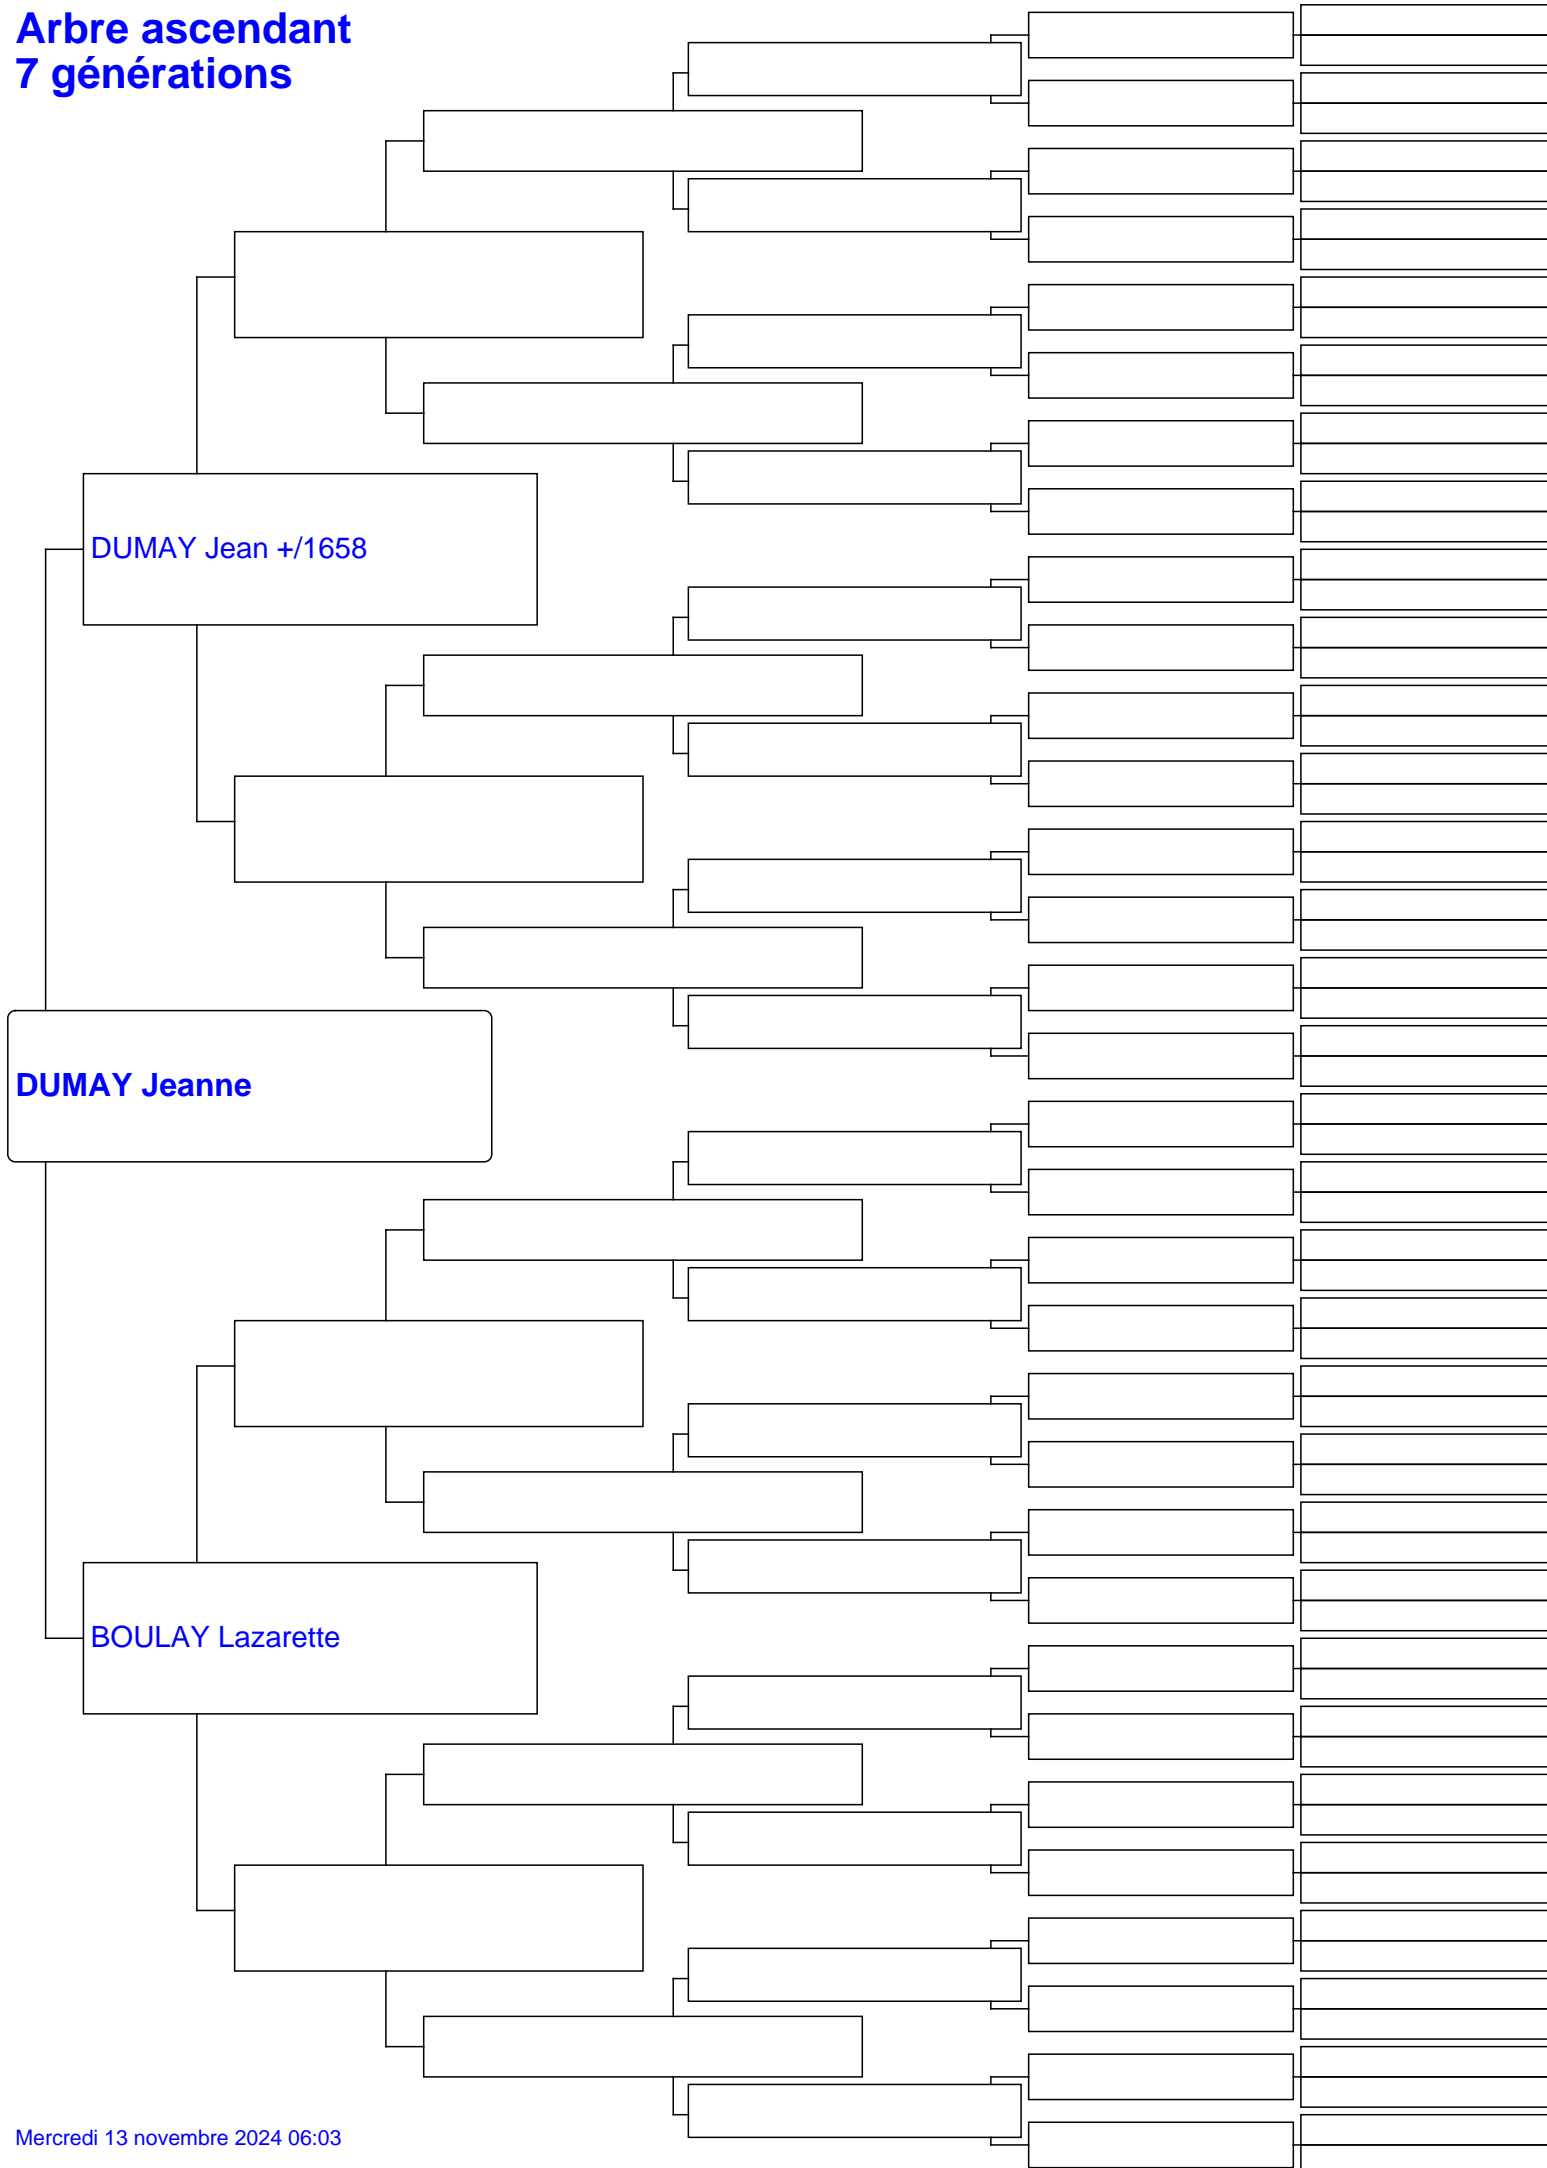 Arbre ascendant
7 générations
DUMAY Jean +/1658
DUMAY Jeanne
BOULAY Lazarette
Mercredi 13 novembre 2024 06:03